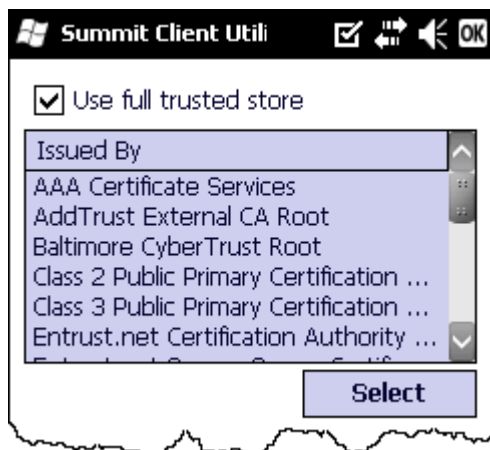 Summit Client Utili
OK
Use full trusted store
Issued By
AAA Certificate Services
AddTrust External CA Root
Baltimore CyberTrust Root
Class 2 Public Primary Certification ...
Class 3 Public Primary Certification ...
Entrust.net Certification Authority ...
Select